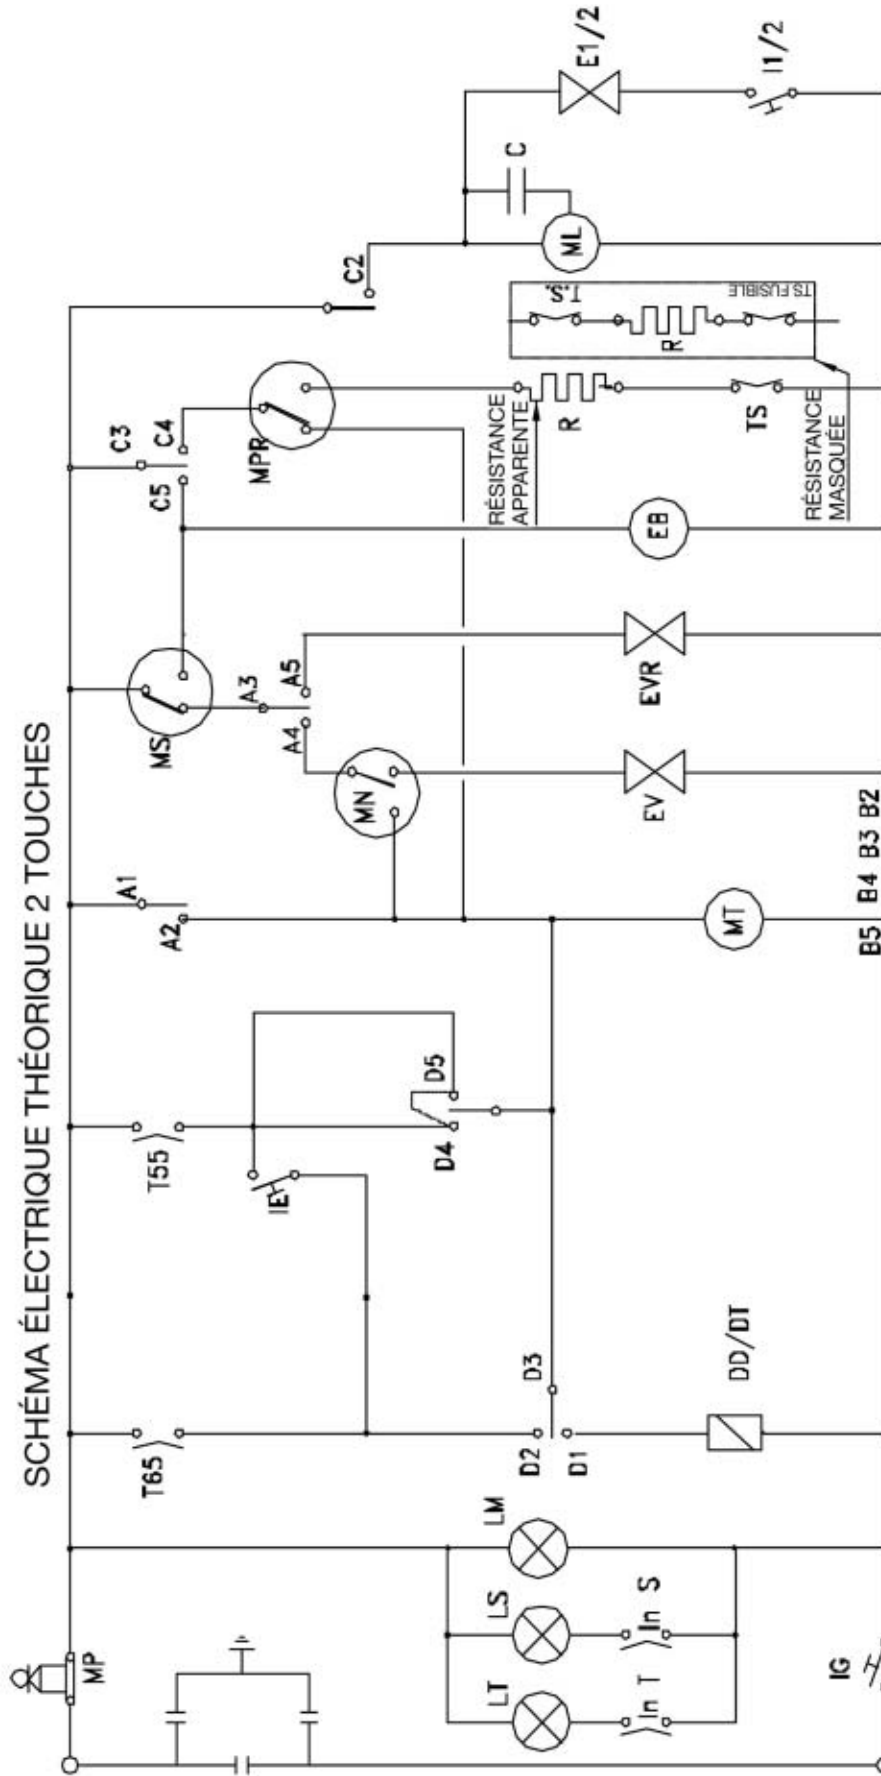 SCHÉMA ÉLECTRIQUE THÉORIQUE 2 TOUCHES
MP
T65
T55
A1
A2
MS
A3
A4
A5
MN
C3
C4
C5
MPR
C2
C
E1/2
I1/2
ML
T.S.
R
TS FUSIBLE
RÉSISTANCE
APPARENTE
R
TS
RÉSISTANCE
MASQUÉE
EB
EVR
EV
MT
IE
D4
D5
D3
D2
D1
DD/DT
LT
LS
LM
In T
In S
IG
B5 B4 B3 B2